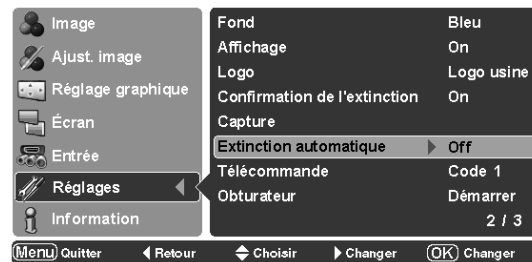 Image
Ajust. image
Réglage graphique
Écran
Entrée
Réglages
Information
Fond Bleu
Affichage On
Logo Logo usine
Confirmation de l'extinction On
Capture
Extinction automatique Off
Télécommande Code 1
Obturateur Démarrer
2 / 3
Menu Quitter Retour Choisir Changer OK Changer